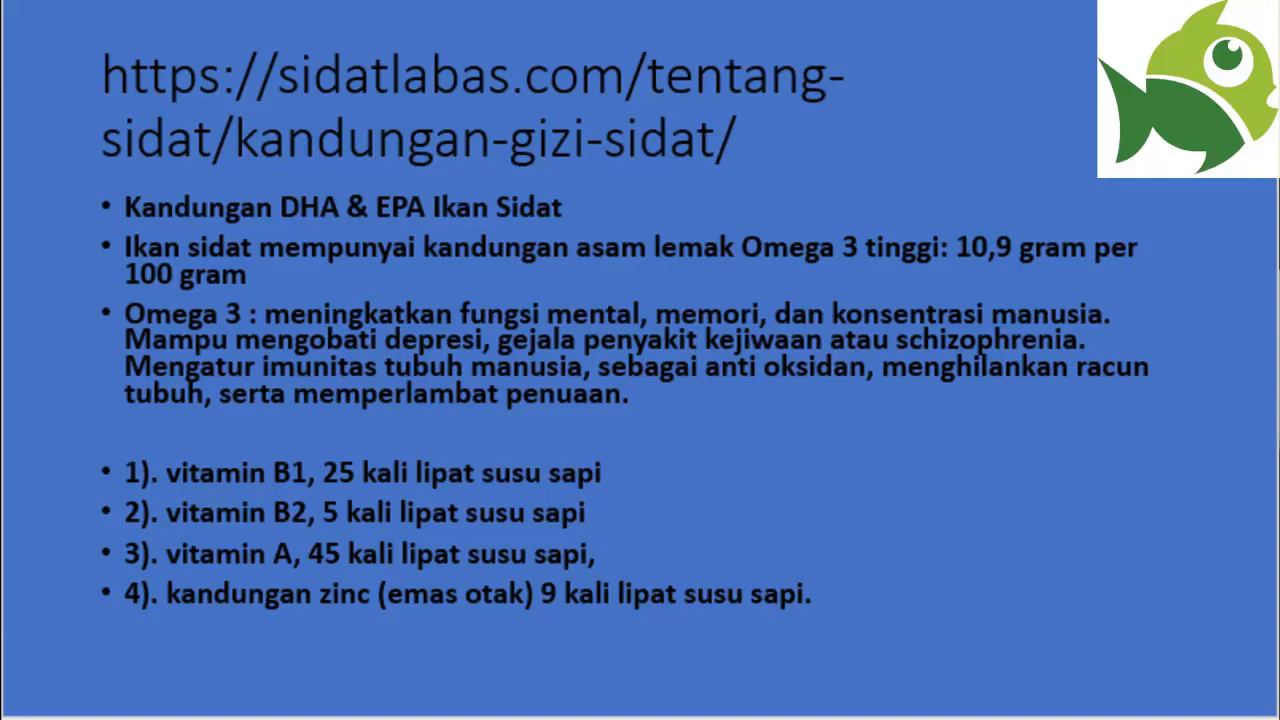 https://sidatlabas.com/tentang-
sidat/kandungan-gizi-sidat/
• Kandungan DHA & EPA Ikan Sidat
• Ikan sidat mempunyai kandungan asam lemak Omega 3 tinggi: 10,9 gram per
100 gram
• Omega 3 : meningkatkan fungsi mental, memori, dan konsentrasi manusia.
Mampu mengobati depresi, gejala penyakit kejiwaan atau schizophrenia.
Mengatur imunitas tubuh manusia, sebagai anti oksidan, menghilankan racun
tubuh, serta memperlambat penuaan.
• 1). vitamin B1, 25 kali lipat susu sapi
• 2). vitamin B2, 5 kali lipat susu sapi
• 3). vitamin A, 45 kali lipat susu sapi,
• 4). kandungan zinc (emas otak) 9 kali lipat susu sapi.